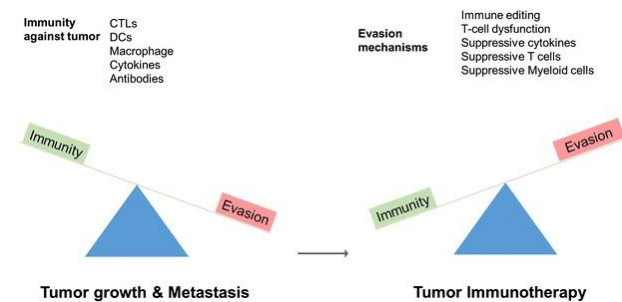 Immunity
against tumor
CTLs
DCs
Macrophage
Cytokines
Antibodies
Evasion
mechanisms
Immune editing
T-cell dysfunction
Suppressive cytokines
Suppressive T cells
Suppressive Myeloid cells
Immunity
Evasion
Immunity
Evasion
Tumor growth & Metastasis
Tumor Immunotherapy